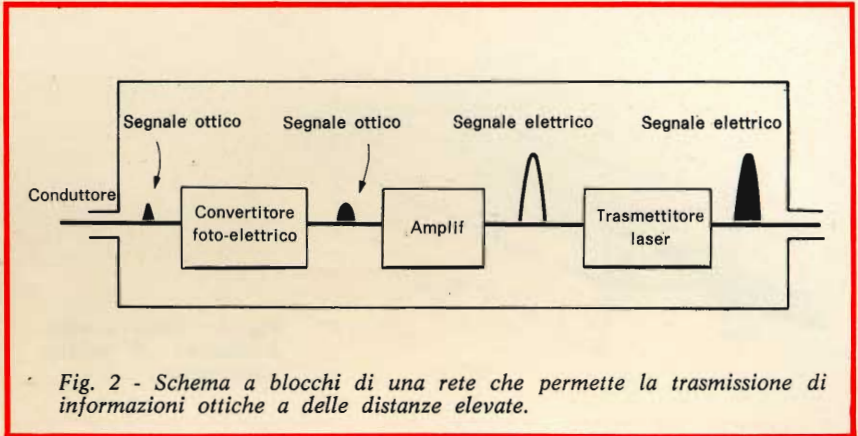 Segnale ottico
Segnale ottico
Segnale elettrico
Segnale elettrico
Conduttore
Convertitore
foto-elettrico
Amplif
Trasmettitore
laser
Fig. 2 - Schema a blocchi di una rete che permette la trasmissione di
informazioni ottiche a delle distanze elevate.